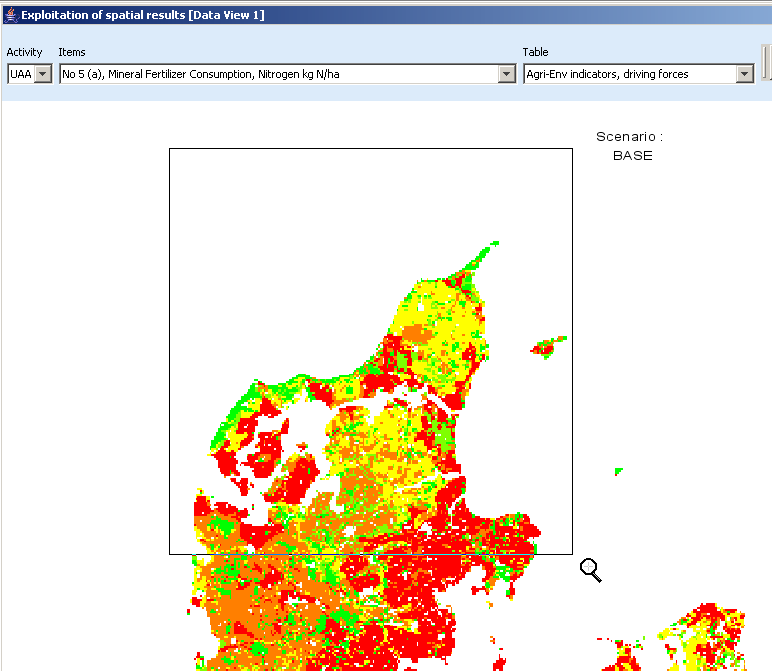 Exploitation of spatial results [Data View 1]
Activity Items Table
UAA No 5 (a), Mineral Fertilizer Consumption, Nitrogen kg N/ha Agri-Env indicators, driving forces
Scenario :
BASE